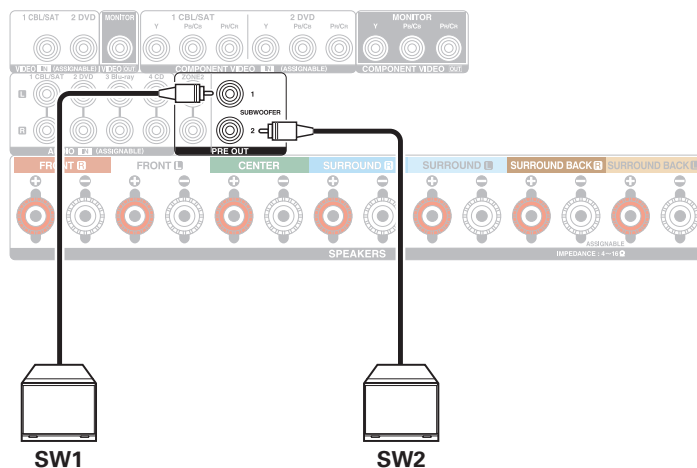 1 CBL/SAT 2 DVD MONITOR 1 CBL/SAT 2 DVD MONITOR
Y PB/CB PR/CR Y PB/CB PR/CR Y PB/CB PR/CR
VIDEO IN (ASSIGNABLE) VIDEO OUT COMPONENT VIDEO IN (ASSIGNABLE) COMPONENT VIDEO OUT
1 CBL/SAT 2 DVD 3 Blu-ray 4 CD ZONE2
L 1
SUBWOOFER
R 2
AUDIO IN (ASSIGNABLE) PRE OUT
FRONT R FRONT L CENTER SURROUND R SURROUND L SURROUND BACK R SURROUND BACK L
ASSIGNABLE
SPEAKERS IMPEDANCE : 4~16 Ω
SW1 SW2